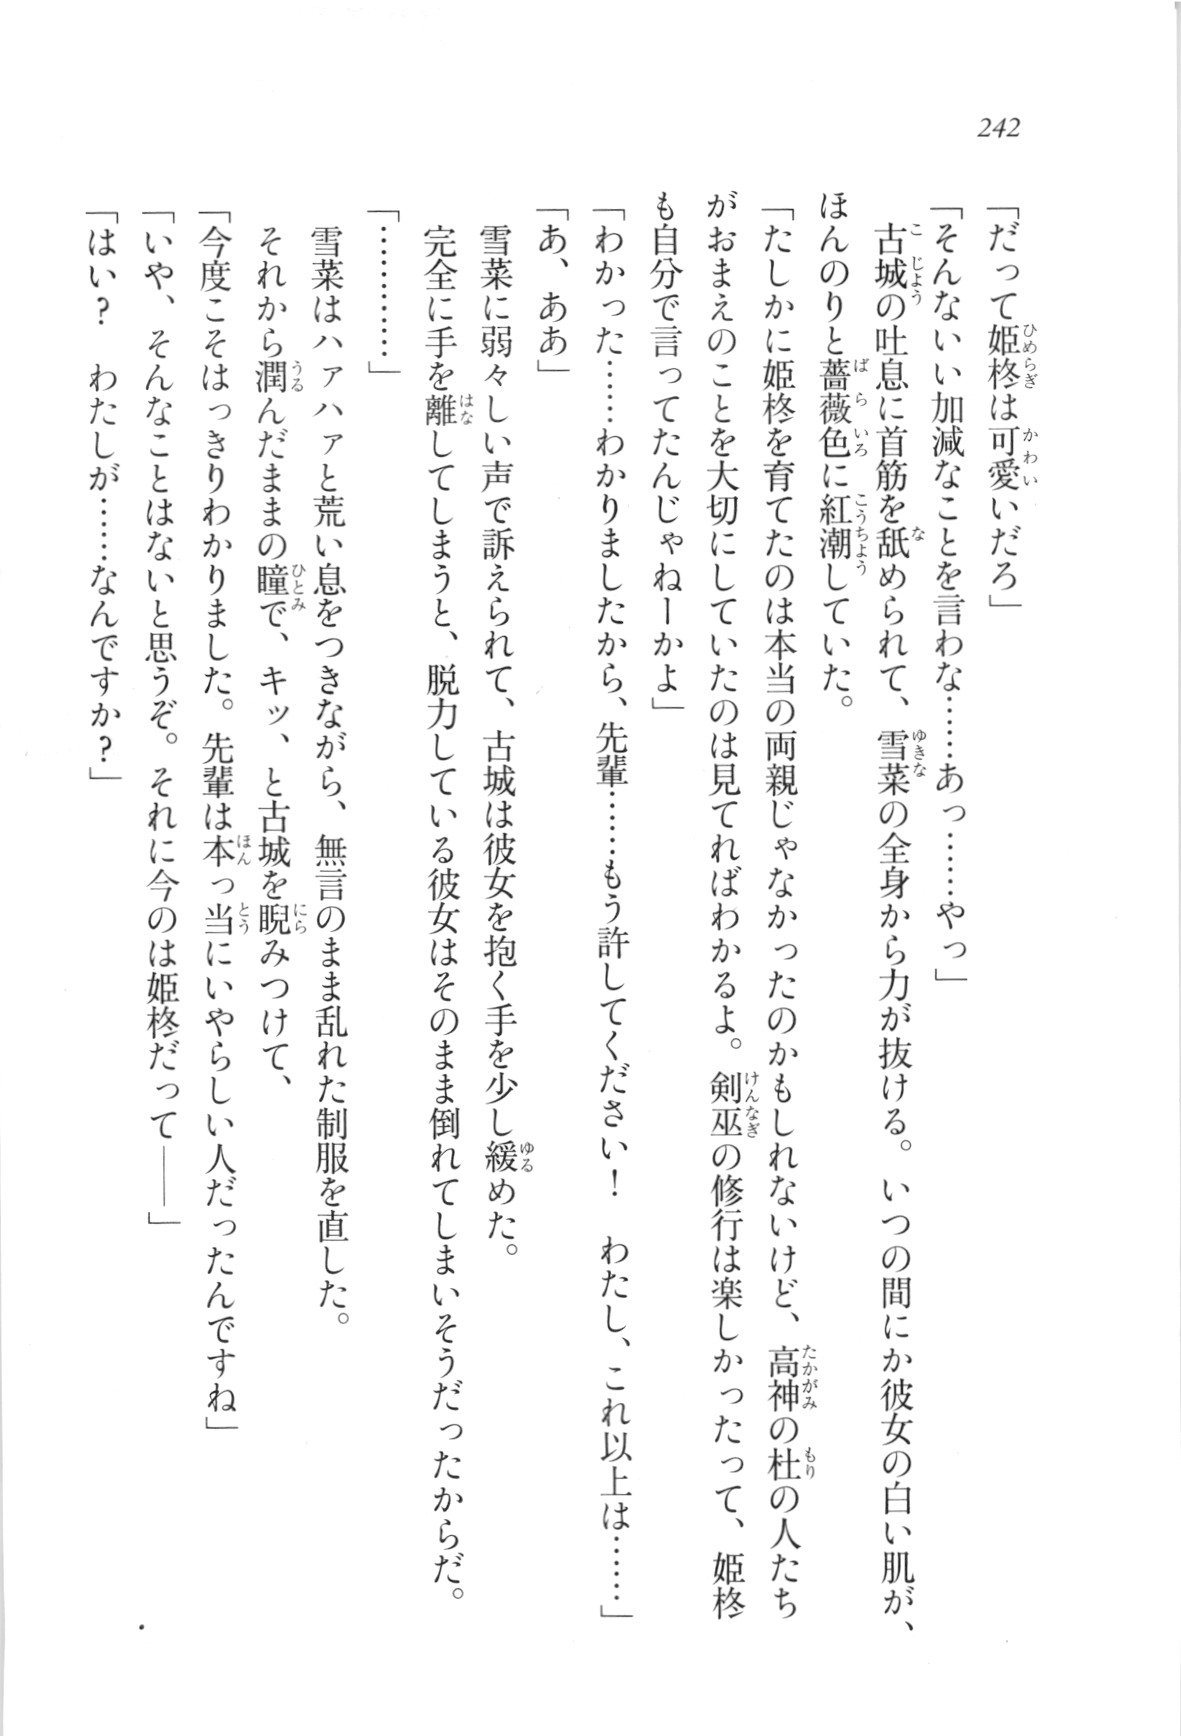 242
「だって姫柊は可愛いだろ」
「そんないい加減なことを言わな……あっ……やっ」
　古城の吐息に首筋を舐められて、雪菜の全身から力が抜ける。いつの間にか彼女の白い肌が、
ほんのりと薔薇色に紅潮していた。
「たしかに姫柊を育てたのは本当の両親じゃなかったのかもしれないけど、高神の杜の人たち
がおまえのことを大切にしていたのは見てればわかるよ。剣巫の修行は楽しかったって、姫柊
も自分で言ってたんじゃねーかよ」
「わかった……わかりましたから、先輩……もう許してください！　わたし、これ以上は……」
「あ、ああ」
　雪菜に弱々しい声で訴えられて、古城は彼女を抱く手を少し緩めた。
　完全に手を離してしまうと、脱力している彼女はそのまま倒れてしまいそうだったからだ。
「…………」
　雪菜はハァハァと荒い息をつきながら、無言のまま乱れた制服を直した。
　それから潤んだままの瞳で、キッ、と古城を睨みつけて、
「今度こそはっきりわかりました。先輩は本っ当にいやらしい人だったんですね」
「いや、そんなことはないと思うぞ。それに今のは姫柊だって――」
「はい？　わたしが……なんですか？」